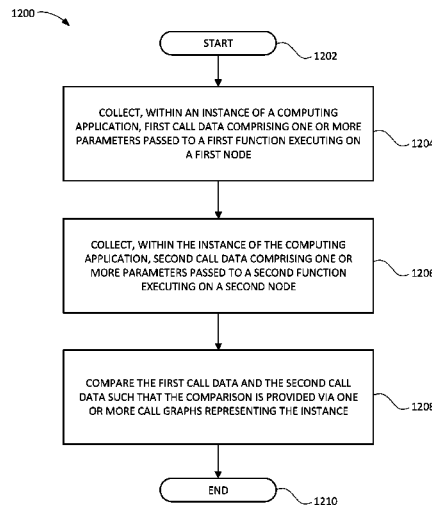 1200
START
1202
COLLECT, WITHIN AN INSTANCE OF A COMPUTING
APPLICATION, FIRST CALL DATA COMPRISING ONE OR MORE
PARAMETERS PASSED TO A FIRST FUNCTION EXECUTING ON
A FIRST NODE
1204
COLLECT, WITHIN THE INSTANCE OF THE COMPUTING
APPLICATION, SECOND CALL DATA COMPRISING ONE OR
MORE PARAMETERS PASSED TO A SECOND FUNCTION
EXECUTING ON A SECOND NODE
1206
COMPARE THE FIRST CALL DATA AND THE SECOND CALL
DATA SUCH THAT THE COMPARISON IS PROVIDED VIA ONE
OR MORE CALL GRAPHS REPRESENTING THE INSTANCE
1208
END
1210